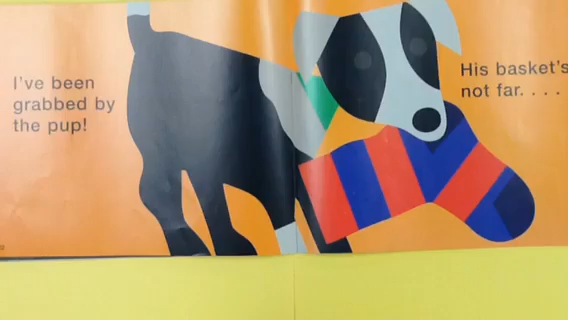 I've been
grabbed by
the pup!
His basket's
not far. . . .